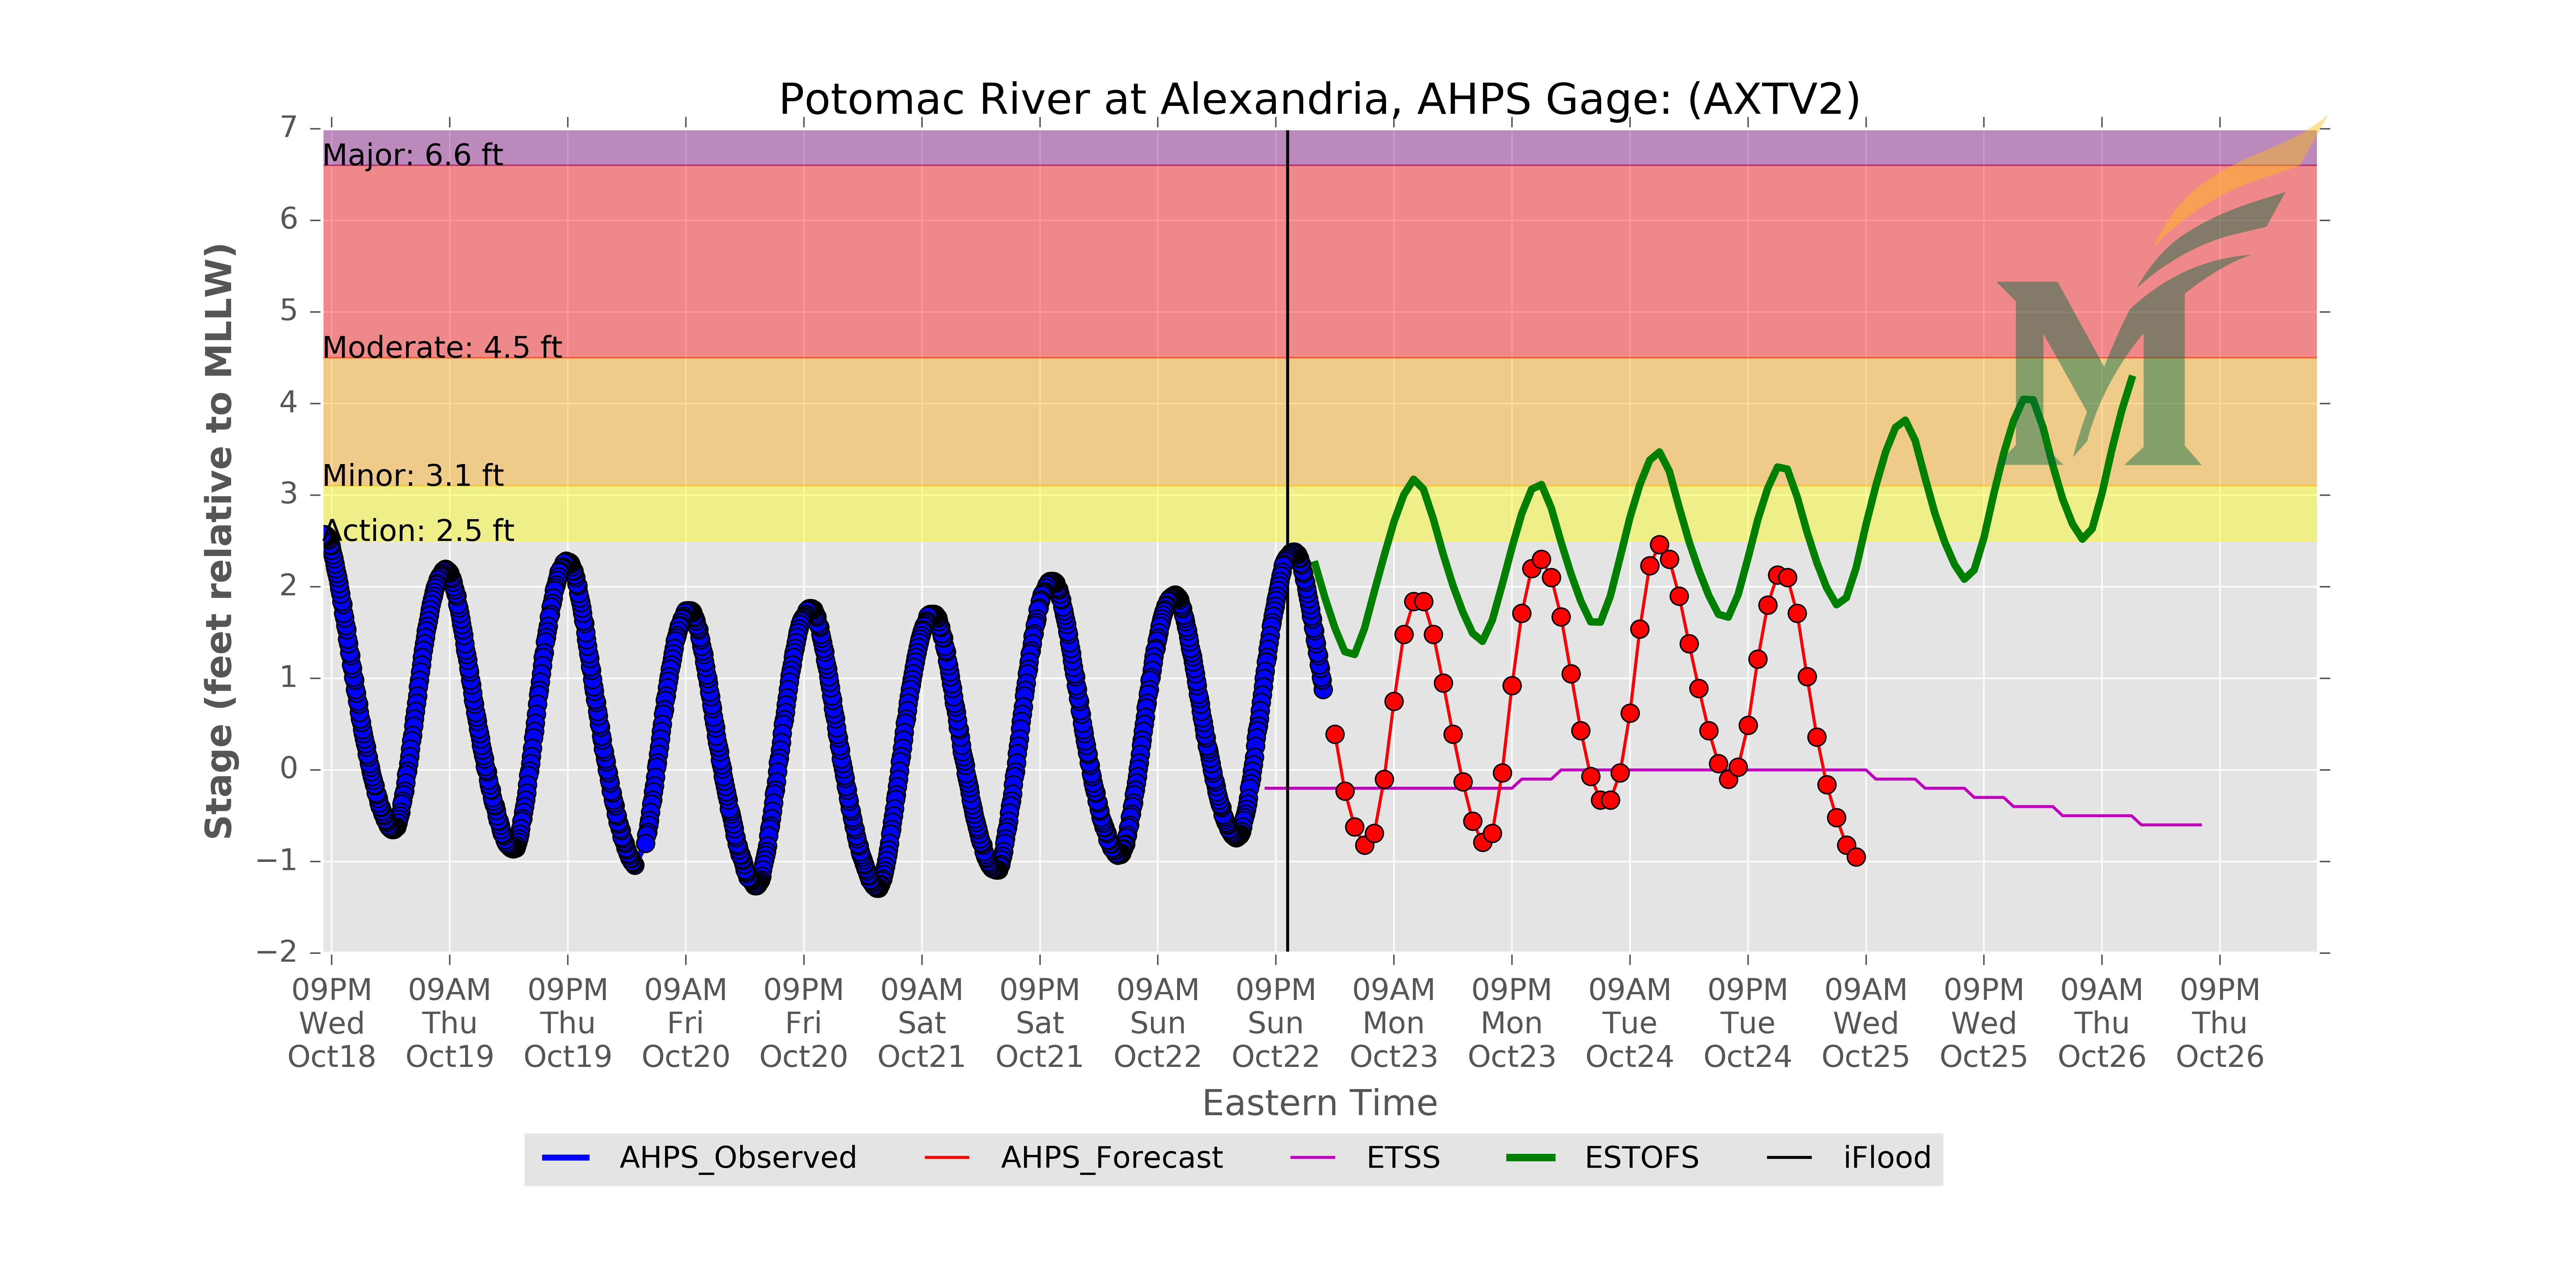 Potomac River at Alexandria, AHPS Gage: (AXTV2)
7
Major: 6.6 ft
6
5
Moderate: 4.5 ft
4
Minor: 3.1 ft
3
Action: 2.5 ft
2
1
0
−1
−2
Stage (feet relative to MLLW)
09PM 09AM 09PM 09AM 09PM 09AM 09PM 09AM 09PM 09AM 09PM 09AM 09PM 09AM 09PM 09AM 09PM
Wed Thu Thu Fri Fri Sat Sat Sun Sun Mon Mon Tue Tue Wed Wed Thu Thu
Oct18 Oct19 Oct19 Oct20 Oct20 Oct21 Oct21 Oct22 Oct22 Oct23 Oct23 Oct24 Oct24 Oct25 Oct25 Oct26 Oct26
Eastern Time
AHPS_Observed AHPS_Forecast ETSS ESTOFS iFlood